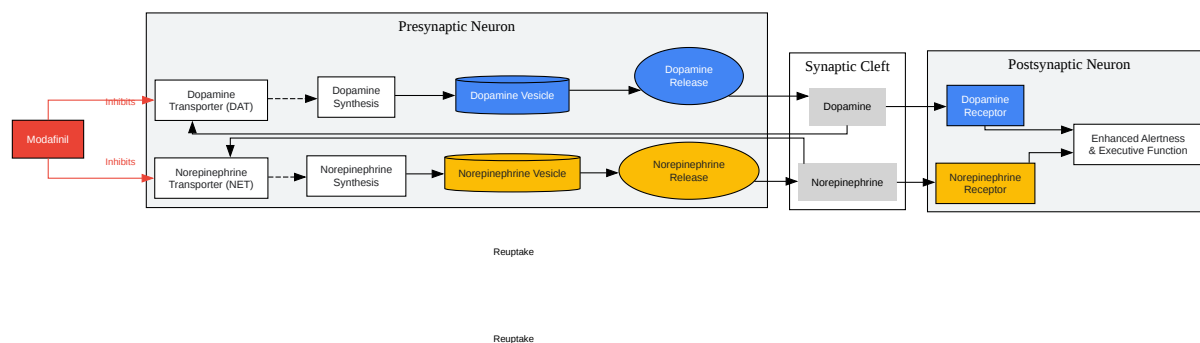 Presynaptic Neuron
Synaptic Cleft
Postsynaptic Neuron
Modafinil
Inhibits
Inhibits
Dopamine
Transporter (DAT)
Dopamine
Synthesis
Dopamine Vesicle
Dopamine
Release
Dopamine
Dopamine
Receptor
Norepinephrine
Transporter (NET)
Norepinephrine
Synthesis
Norepinephrine Vesicle
Norepinephrine
Release
Norepinephrine
Norepinephrine
Receptor
Enhanced Alertness
& Executive Function
Reuptake
Reuptake